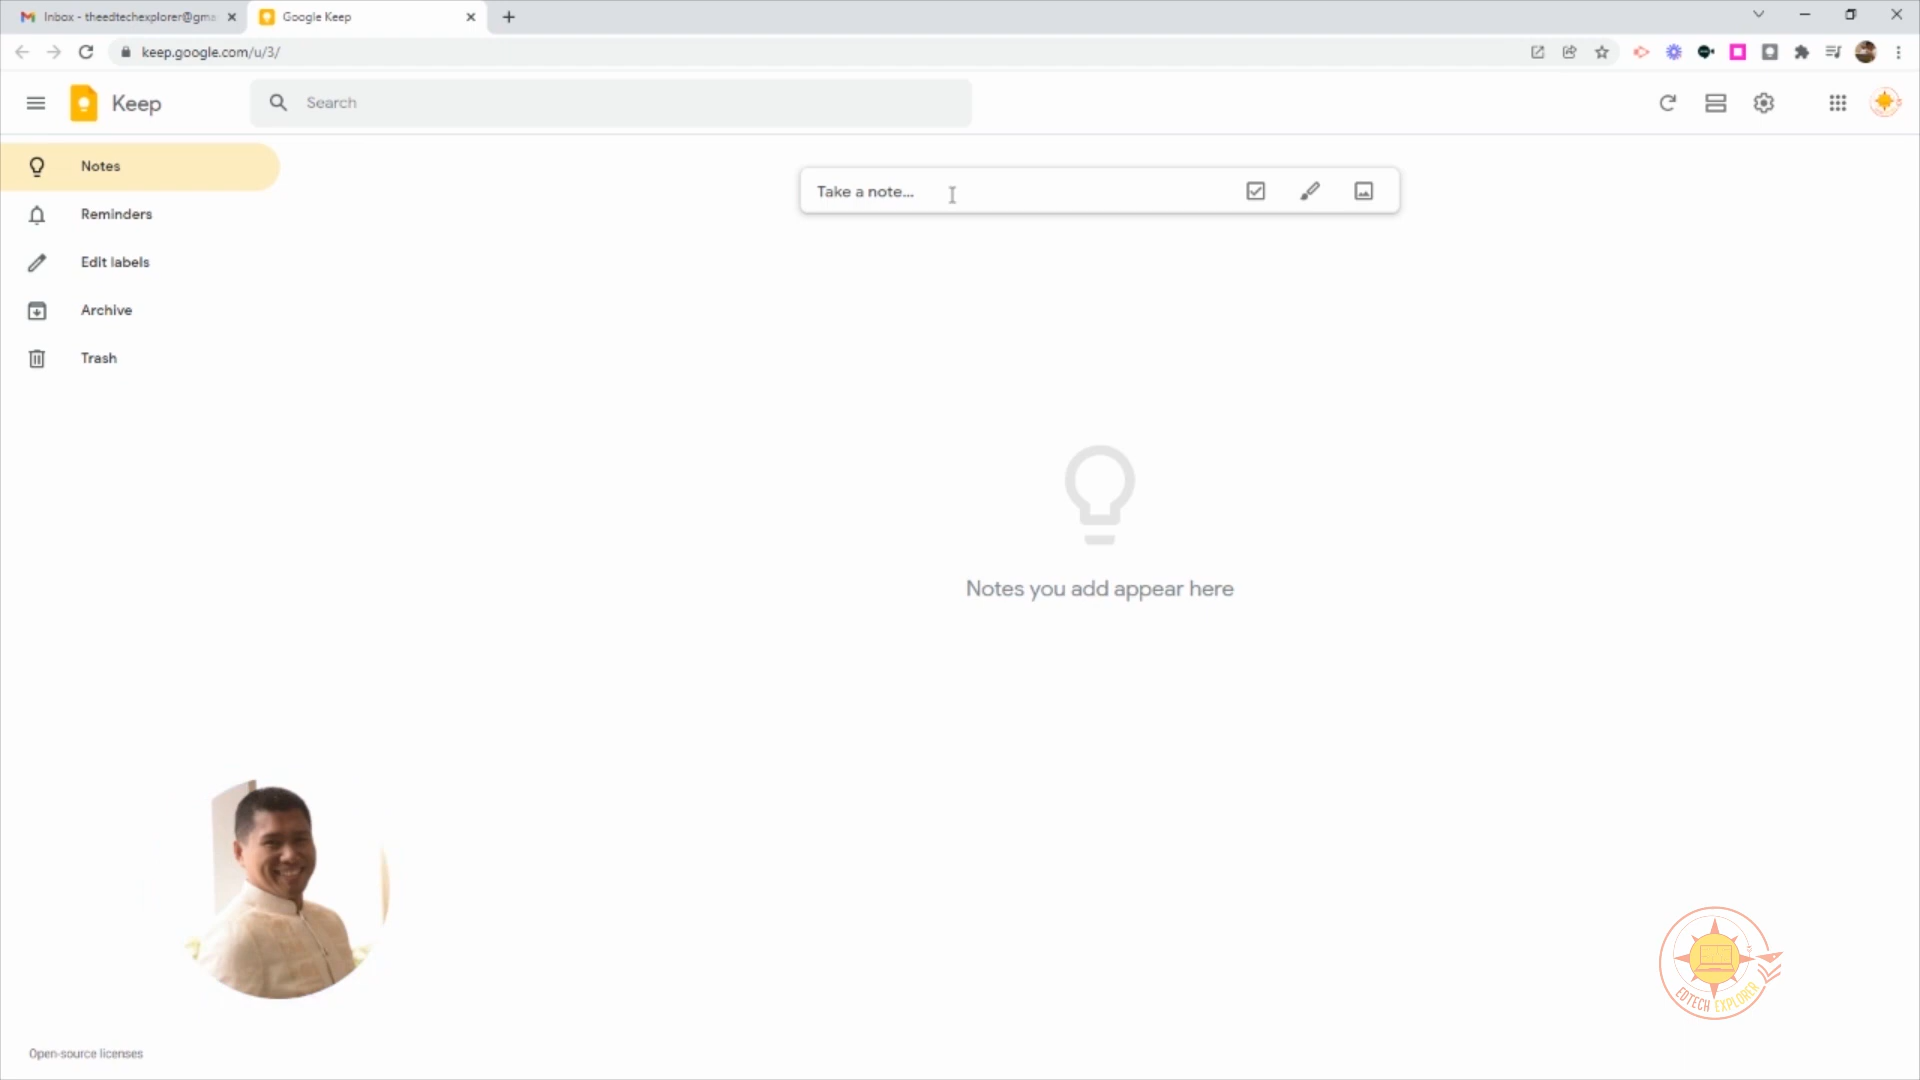 Inbox - theedtechexplorer@gma
Google Keep
keep.google.com/u/3/
Keep
Search
Notes
Take a note...
Reminders
Edit labels
Archive
Trash
Notes you add appear here
EDTECH EXPLORER
Open-source licenses